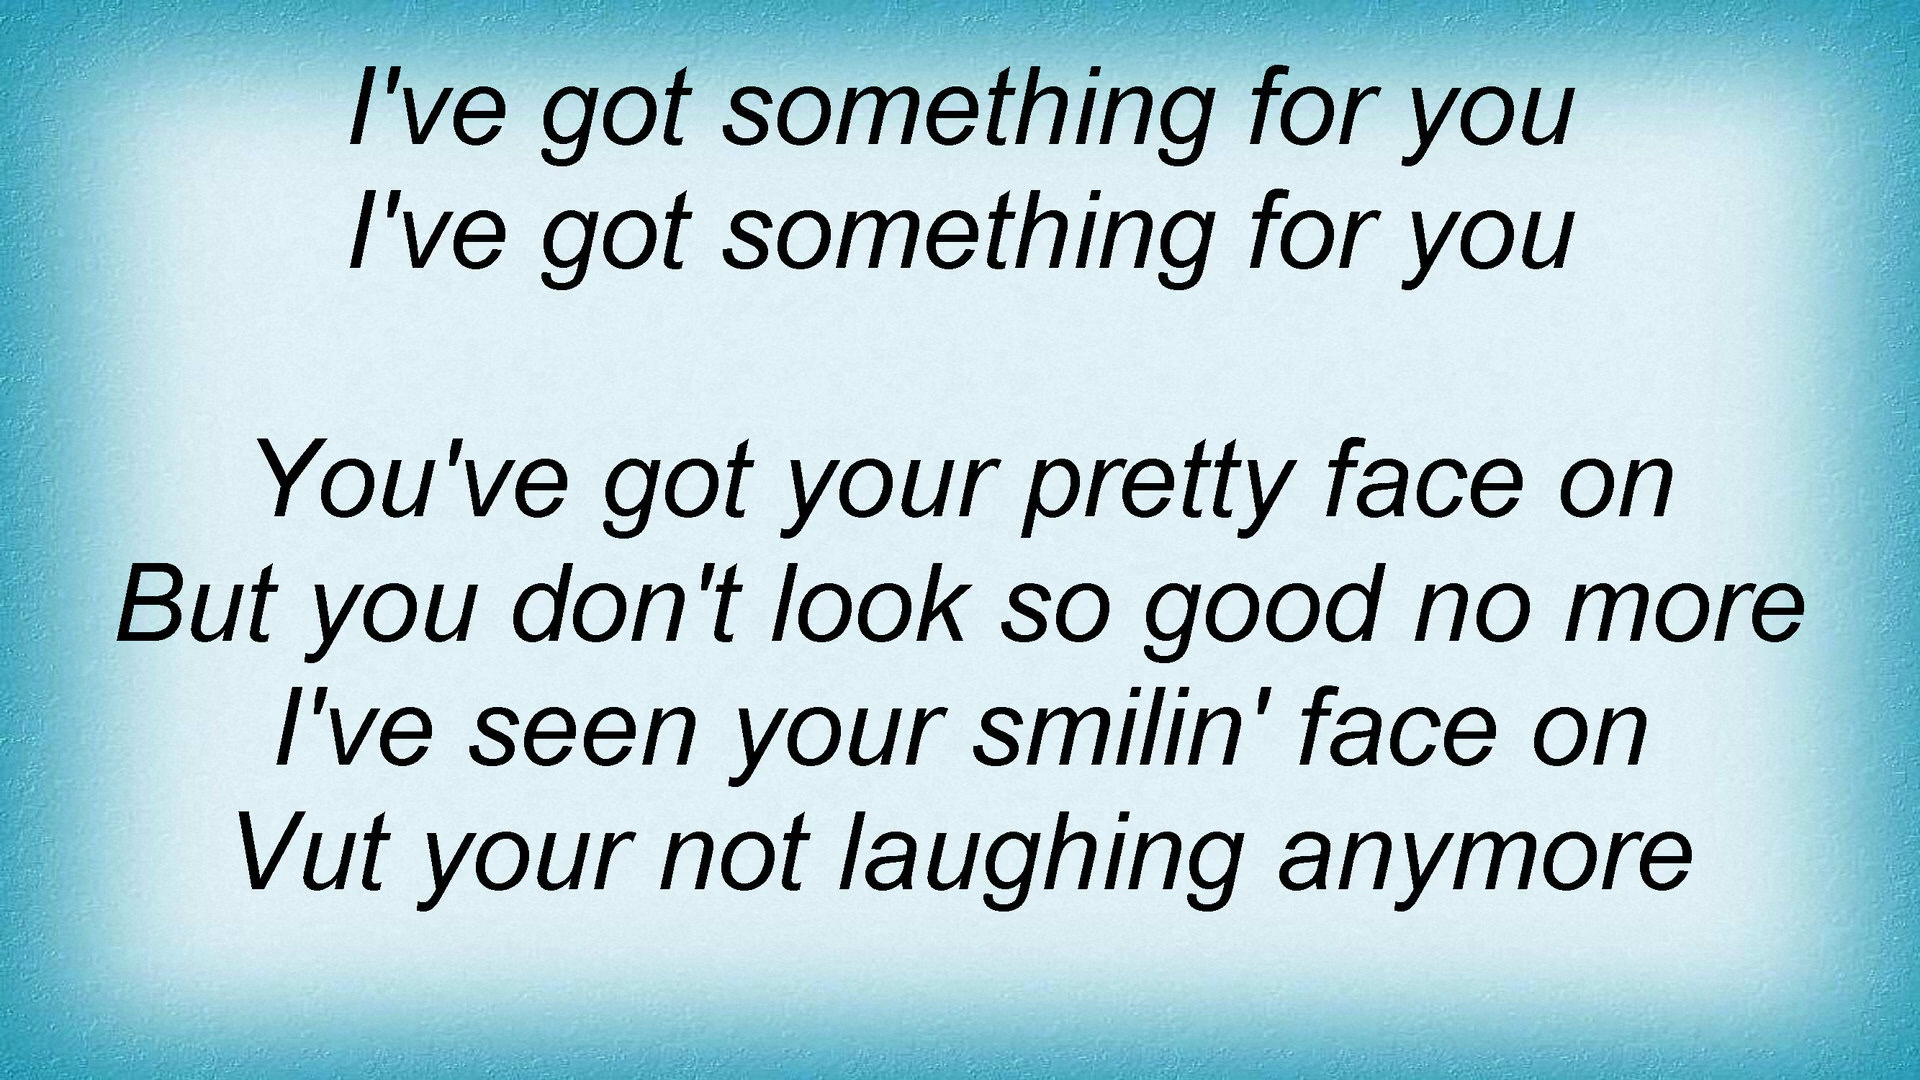 I've got something for you
I've got something for you
You've got your pretty face on
But you don't look so good no more
I've seen your smilin' face on
Vut your not laughing anymore